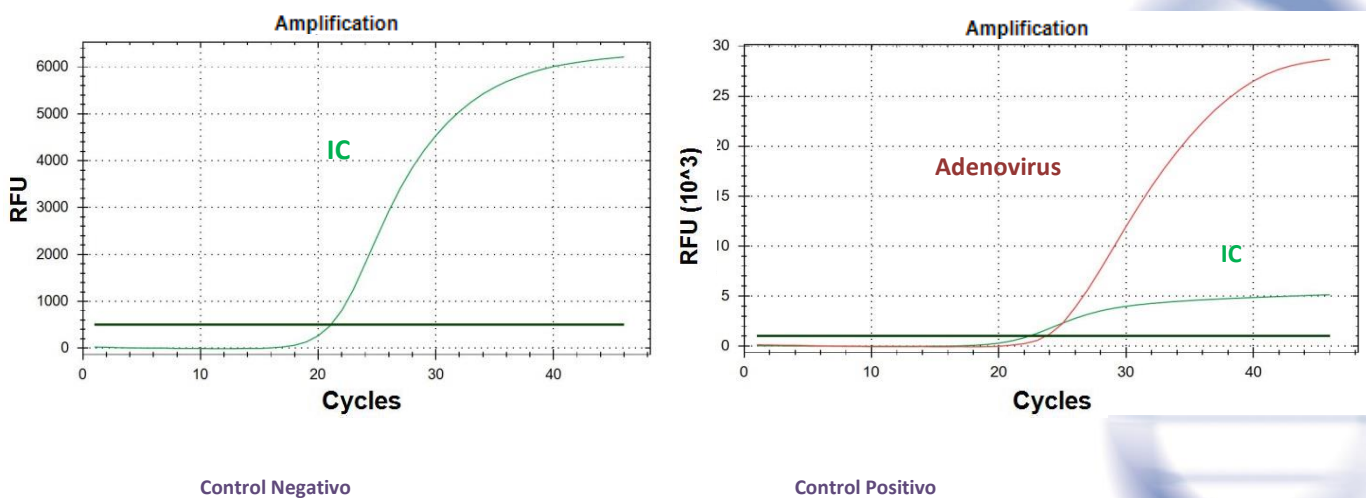 Amplification
RFU
6000
5000
4000
3000
2000
1000
0
IC
0 10 20 30 40
Cycles
Control Negativo
Amplification
RFU (10^3)
30
25
20
15
10
5
0
Adenovirus
IC
0 10 20 30 40
Cycles
Control Positivo